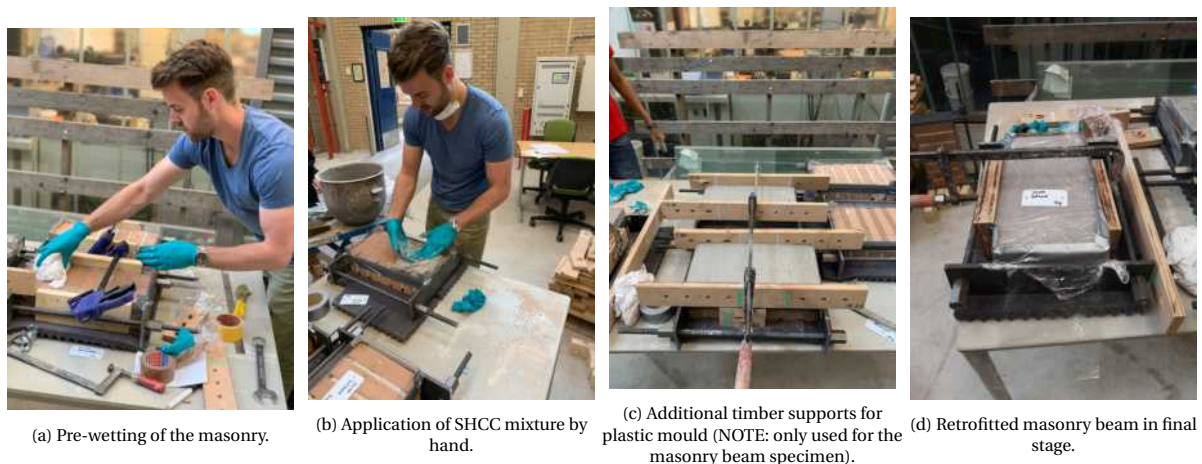 (a) Pre-wetting of the masonry.
(b) Application of SHCC mixture by
hand.
(c) Additional timber supports for
plastic mould (NOTE: only used for the
masonry beam specimen).
(d) Retrofitted masonry beam in final
stage.